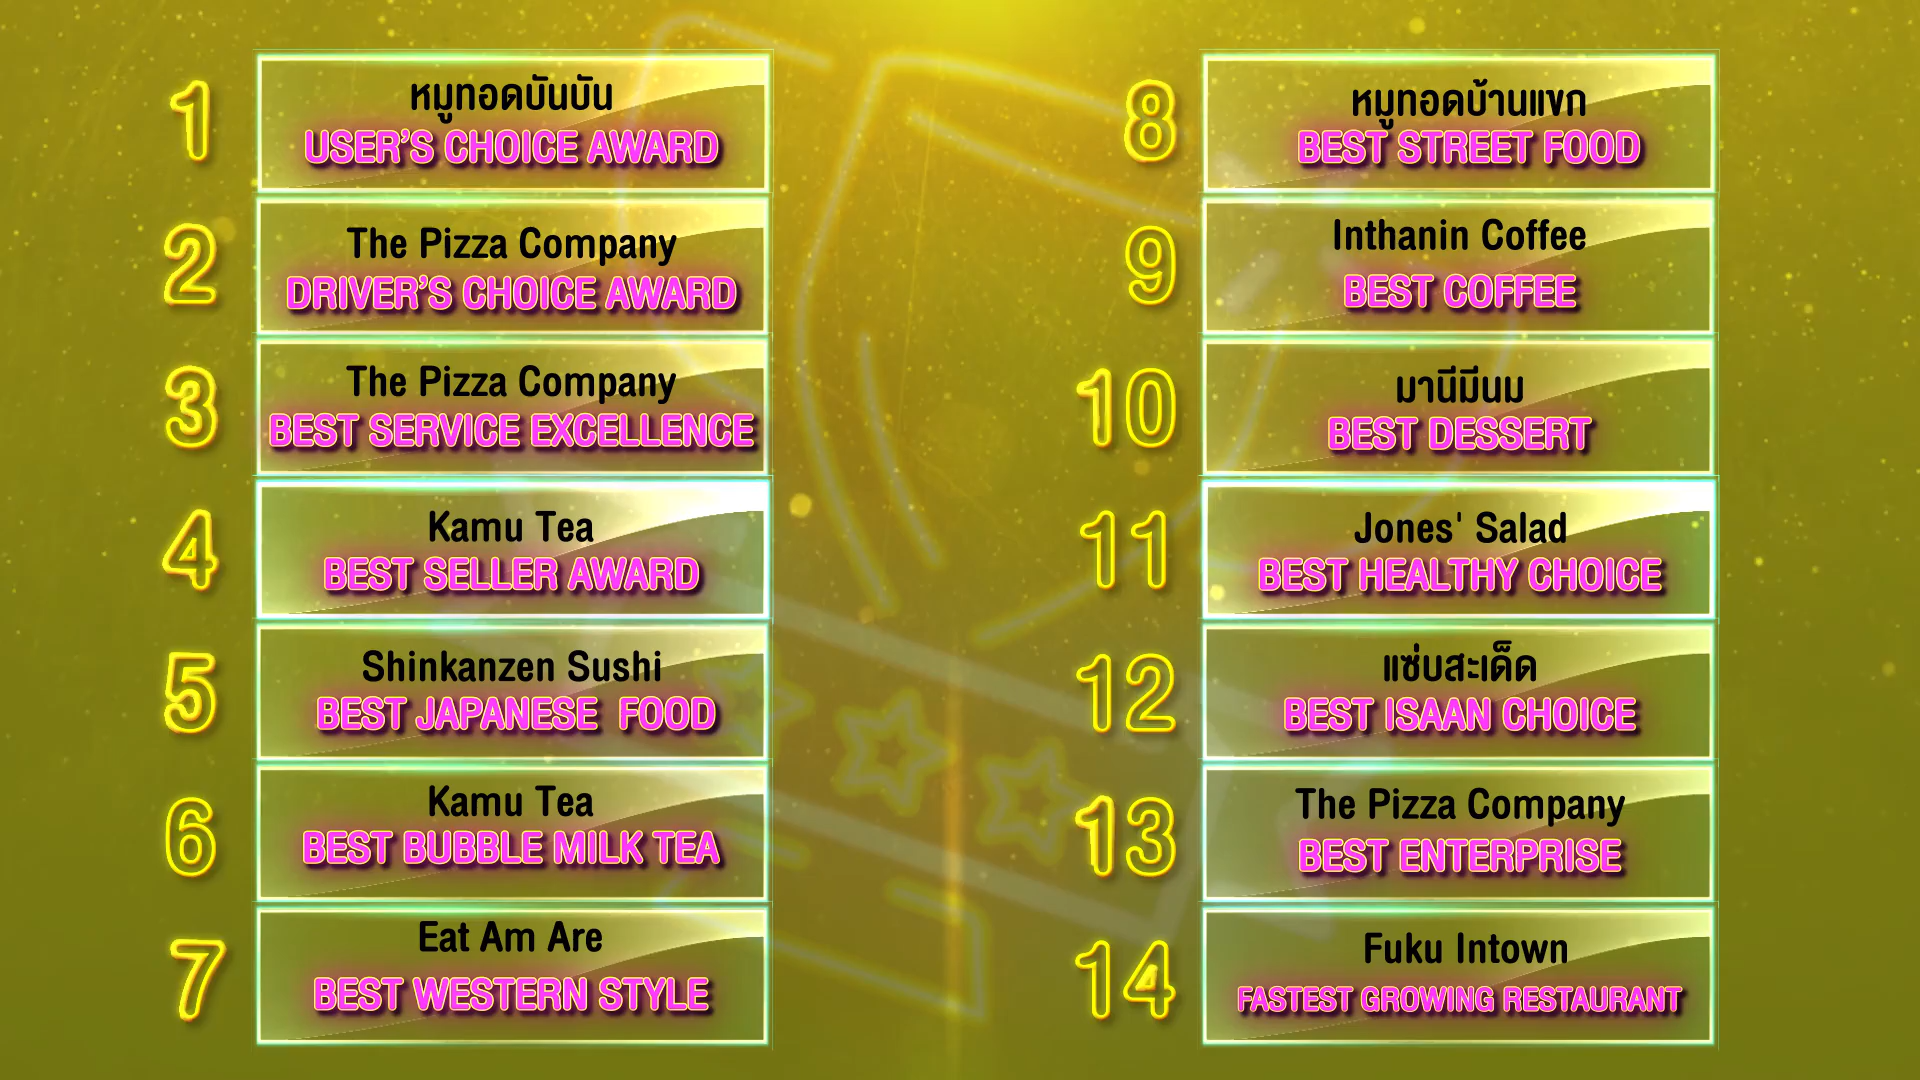 1
หมูทอดบันบัน
USER'S CHOICE AWARD
2
The Pizza Company
DRIVER'S CHOICE AWARD
3
The Pizza Company
BEST SERVICE EXCELLENCE
4
Kamu Tea
BEST SELLER AWARD
5
Shinkanzen Sushi
BEST JAPANESE  FOOD
6
Kamu Tea
BEST BUBBLE MILK TEA
7
Eat Am Are
BEST WESTERN STYLE
8
หมูทอดบ้านแขก
BEST STREET FOOD
9
Inthanin Coffee
BEST COFFEE
10
มานีมีนม
BEST DESSERT
11
Jones' Salad
BEST HEALTHY CHOICE
12
แซ่บสะเด็ด
BEST ISAAN CHOICE
13
The Pizza Company
BEST ENTERPRISE
14
Fuku Intown
FASTEST GROWING RESTAURANT